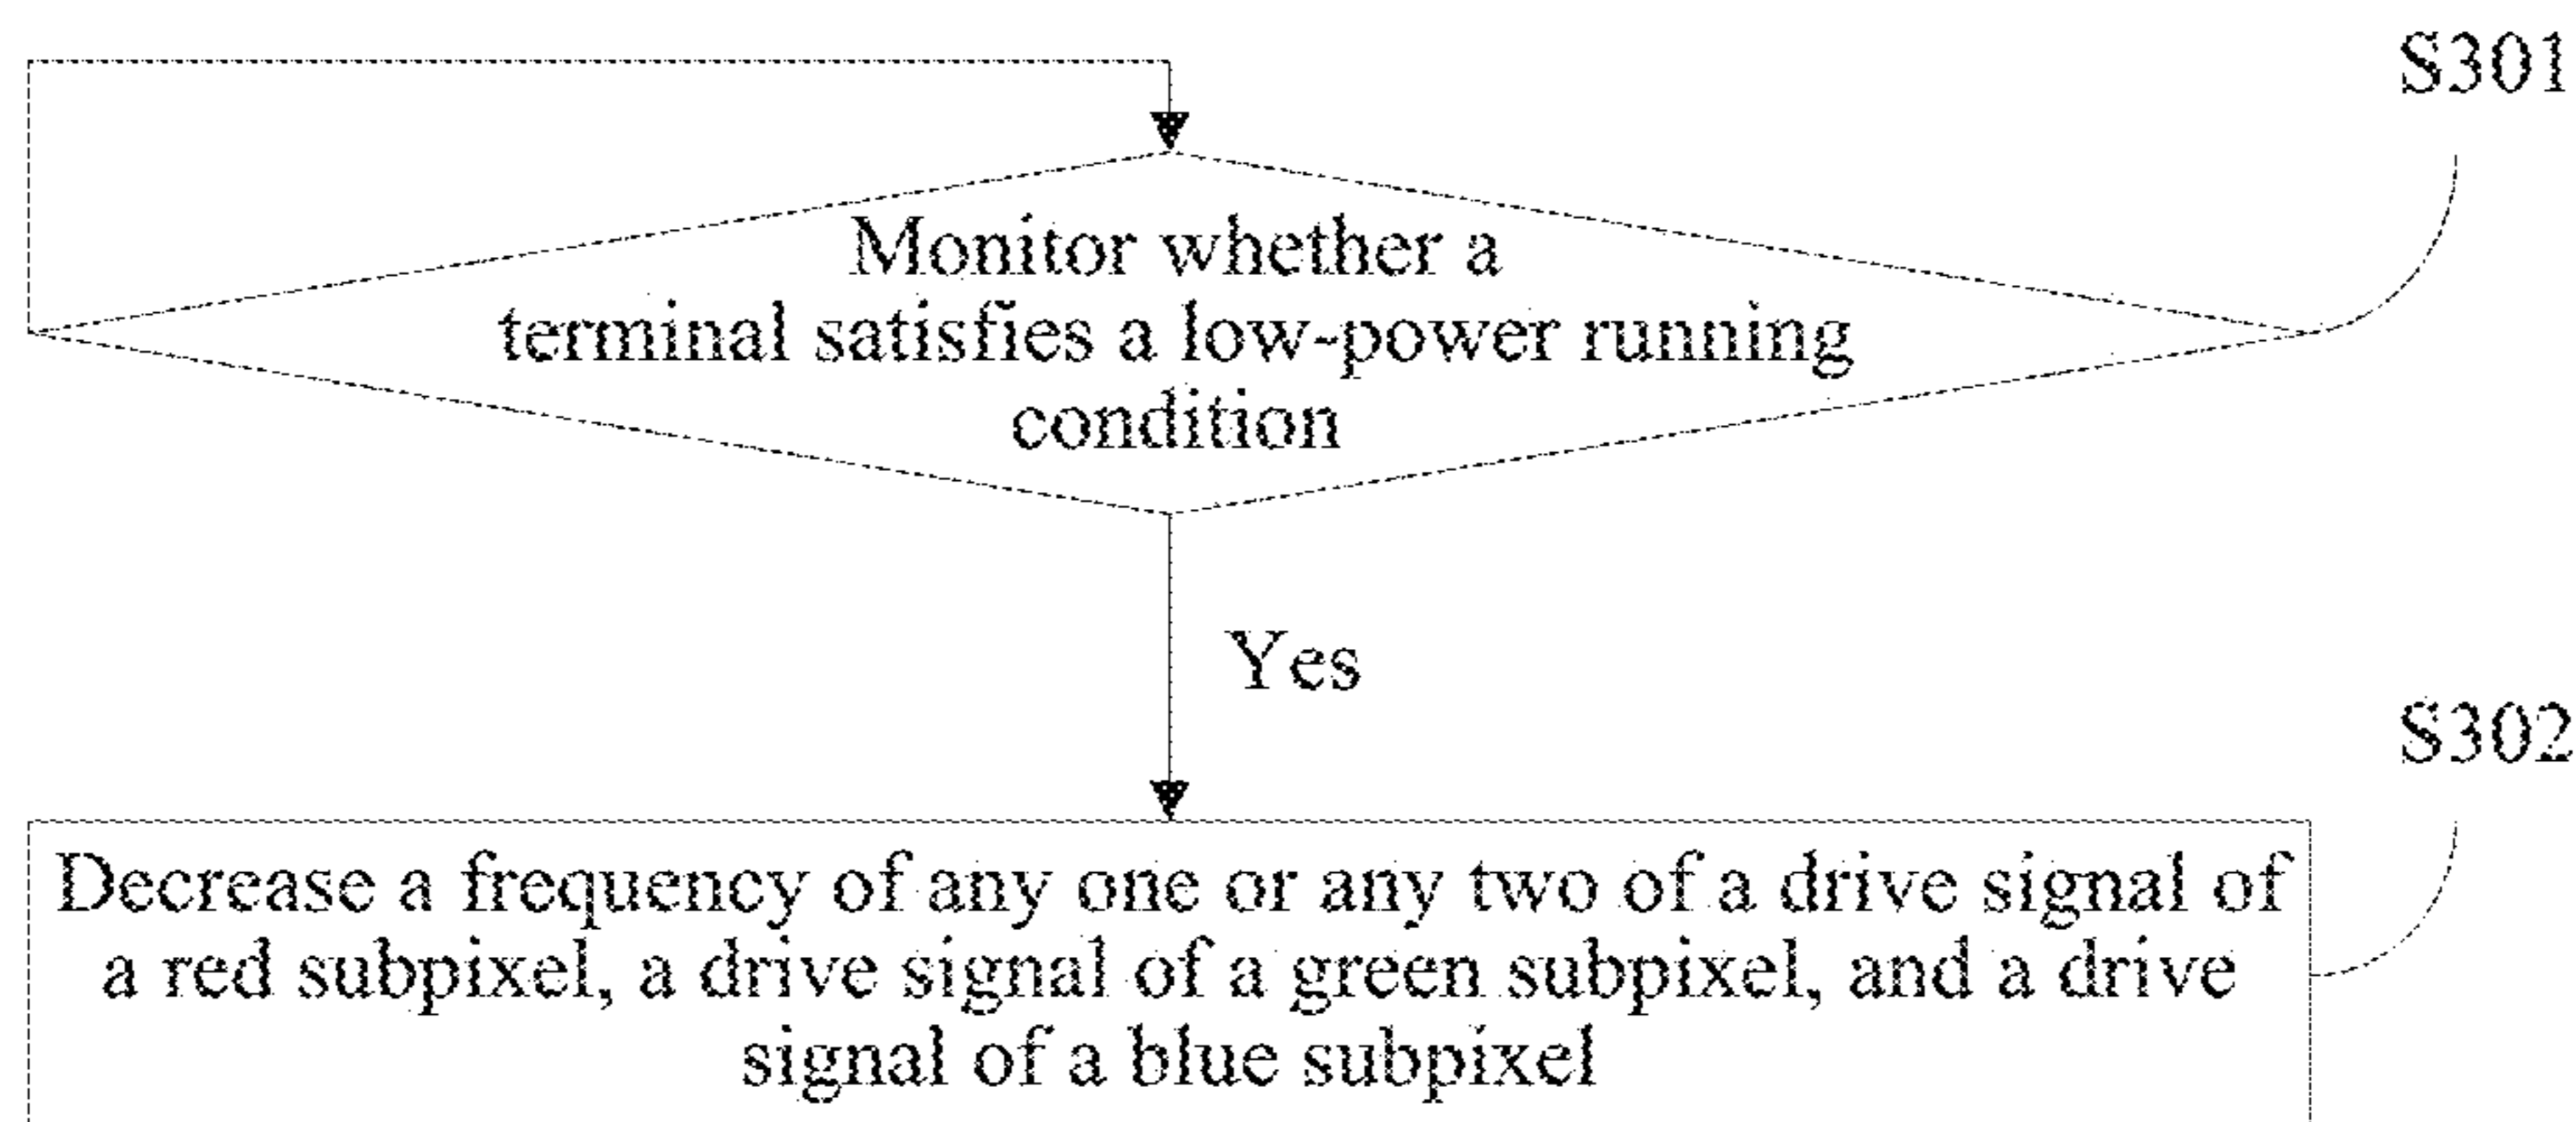 S301
Monitor whether a
terminal satisfies a low-power running
condition
Yes
S302
Decrease a frequency of any one or any two of a drive signal of
a red subpixel, a drive signal of a green subpixel, and a drive
signal of a blue subpixel